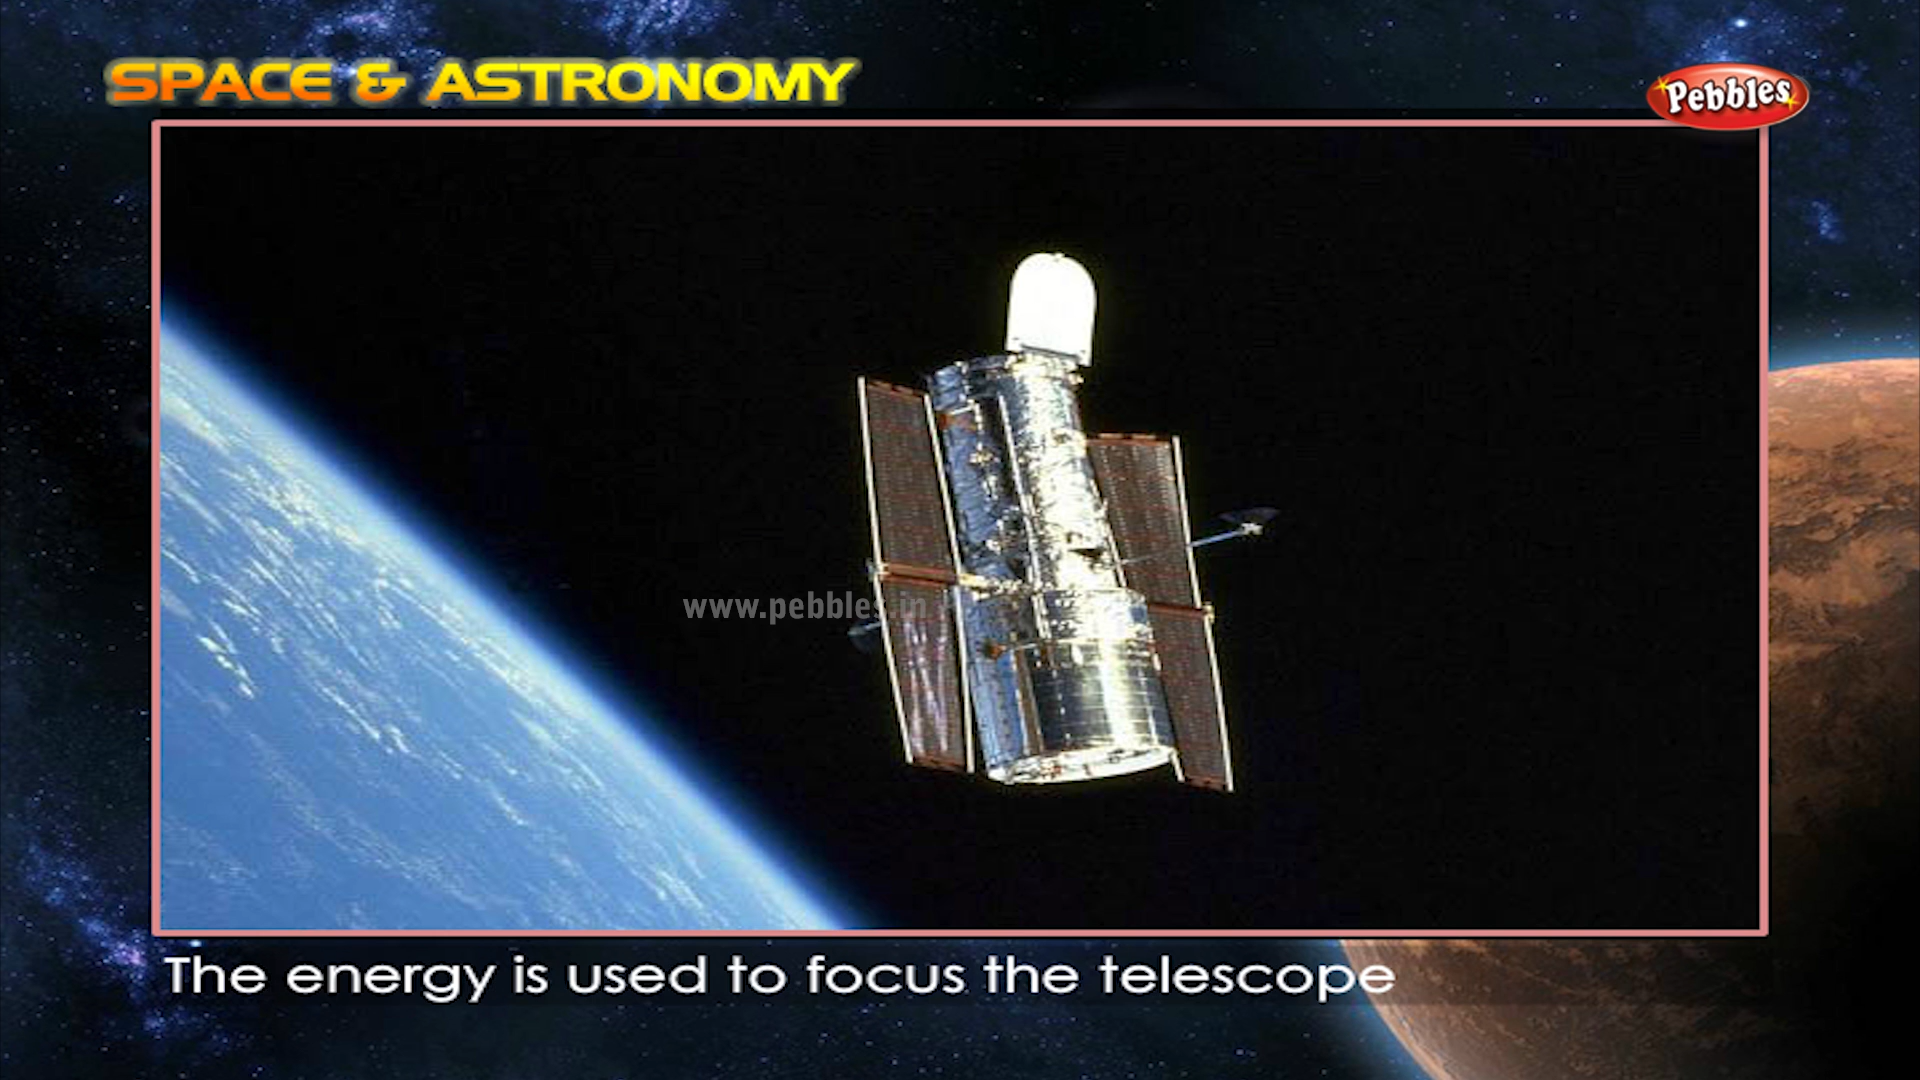 SPACE & ASTRONOMY
Pebbles
www.pebbles.in
The energy is used to focus the telescope